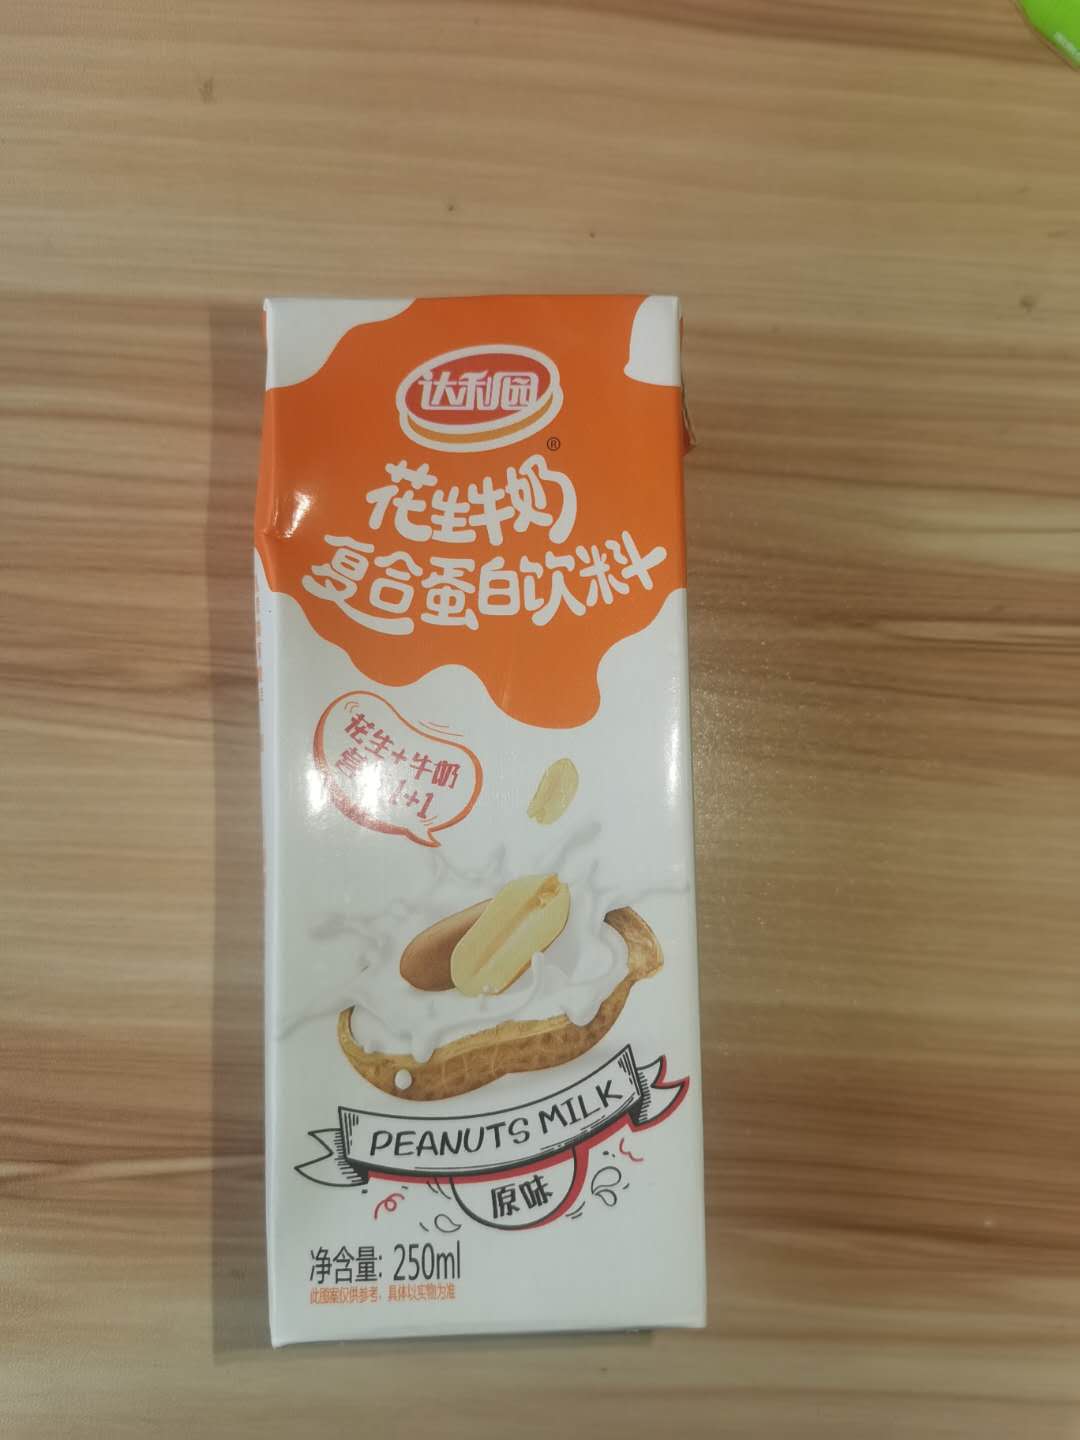 达利园
®
花生牛奶
复合蛋白饮料
花生+牛奶
营 1+1
PEANUTS MILK
原味
净含量: 250ml
此图案仅供参考，具体以实物为准